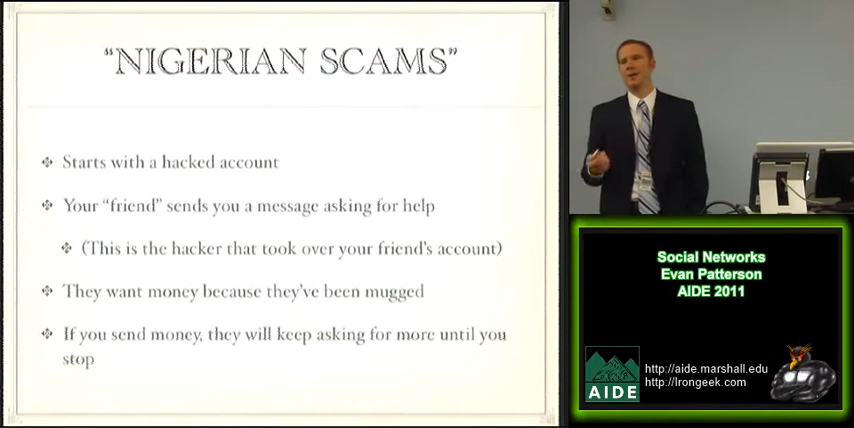 “NIGERIAN SCAMS”
Starts with a hacked account
Your “friend” sends you a message asking for help
(This is the hacker that took over your friend’s account)
They want money because they’ve been mugged
If you send money, they will keep asking for more until you
stop
Social Networks
Evan Patterson
AIDE 2011
AIDE
http://aide.marshall.edu
http://Irongeek.com